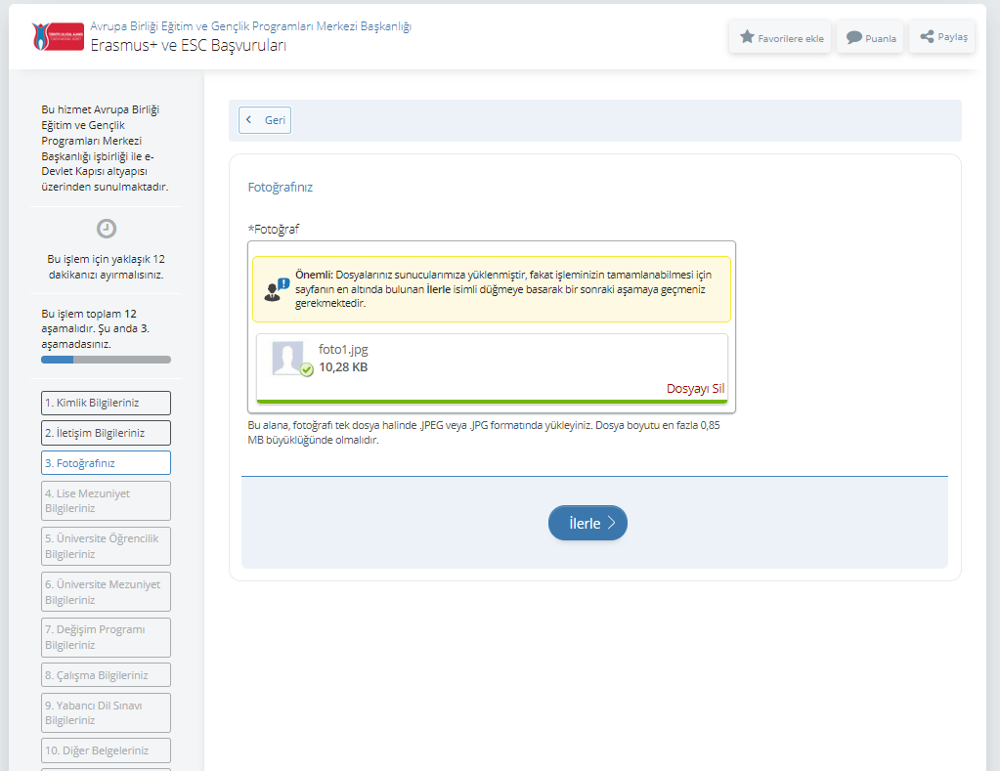 Avrupa Birliği Eğitim ve Gençlik Programları Merkezi Başkanlığı
Erasmus+ ve ESC Başvuruları
Favorilere ekle
Puanla
Paylaş
Bu hizmet Avrupa Birliği
Eğitim ve Gençlik
Programları Merkezi
Başkanlığı işbirliği ile e-
Devlet Kapısı altyapısı
üzerinden sunulmaktadır.
Bu işlem için yaklaşık 12
dakikanızı ayırmalısınız.
Bu işlem toplam 12
aşamalıdır. Şu anda 3.
aşamadasınız.
1. Kimlik Bilgileriniz
2. İletişim Bilgileriniz
3. Fotoğrafınız
4. Lise Mezuniyet
Bilgileriniz
5. Üniversite Öğrencilik
Bilgileriniz
6. Üniversite Mezuniyet
Bilgileriniz
7. Değişim Programı
Bilgileriniz
8. Çalışma Bilgileriniz
9. Yabancı Dil Sınavı
Bilgileriniz
10. Diğer Belgeleriniz
Geri
Fotoğrafınız
*Fotoğraf
Önemli: Dosyalarınız sunucularımıza yüklenmiştir, fakat işleminizin tamamlanabilmesi için
sayfanın en altında bulunan İlerle isimli düğmeye basarak bir sonraki aşamaya geçmeniz
gerekmektedir.
foto1.jpg
10,28 KB
Dosyayı Sil
Bu alana, fotoğrafı tek dosya halinde .JPEG veya .JPG formatında yükleyiniz. Dosya boyutu en fazla 0,85
MB büyüklüğünde olmalıdır.
İlerle